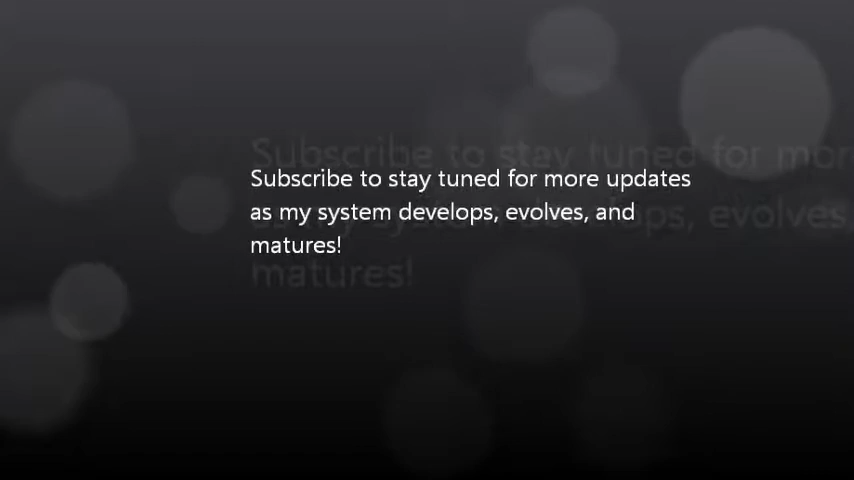 Subscribe to stay tuned for more updates
as my system develops, evolves, and
matures!